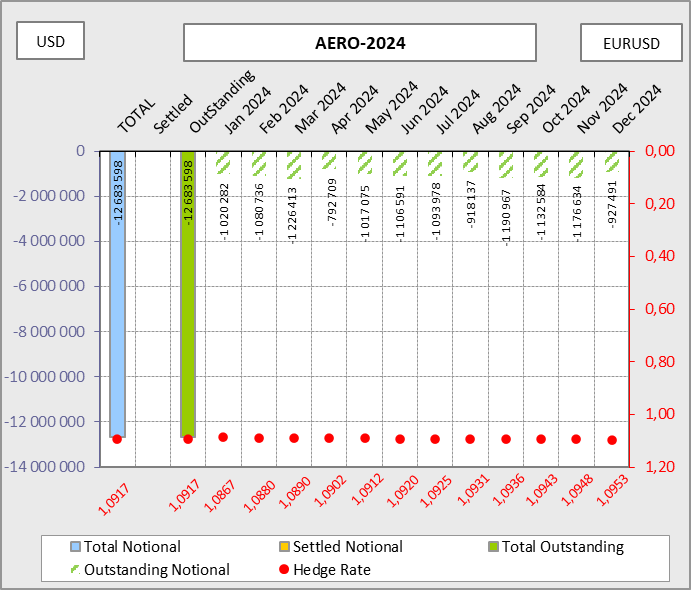 USD
AERO-2024
EURUSD
TOTAL
Settled
OutStanding
Jan 2024
Feb 2024
Mar 2024
Apr 2024
May 2024
Jun 2024
Jul 2024
Aug 2024
Sep 2024
Oct 2024
Nov 2024
Dec 2024
0
-2 000 000
-4 000 000
-6 000 000
-8 000 000
-10 000 000
-12 000 000
-14 000 000
-12 683 598
-12 683 598
-1 020 282
-1 080 736
-1 226 413
-792 709
-1 017 075
-1 106 591
-1 093 978
-918 137
-1 190 967
-1 132 584
-1 176 634
-927 491
0,00
0,20
0,40
0,60
0,80
1,00
1,20
1,0917
1,0917
1,0867
1,0880
1,0890
1,0902
1,0912
1,0920
1,0925
1,0931
1,0936
1,0943
1,0948
1,0953
Total Notional
Settled Notional
Total Outstanding
Outstanding Notional
Hedge Rate